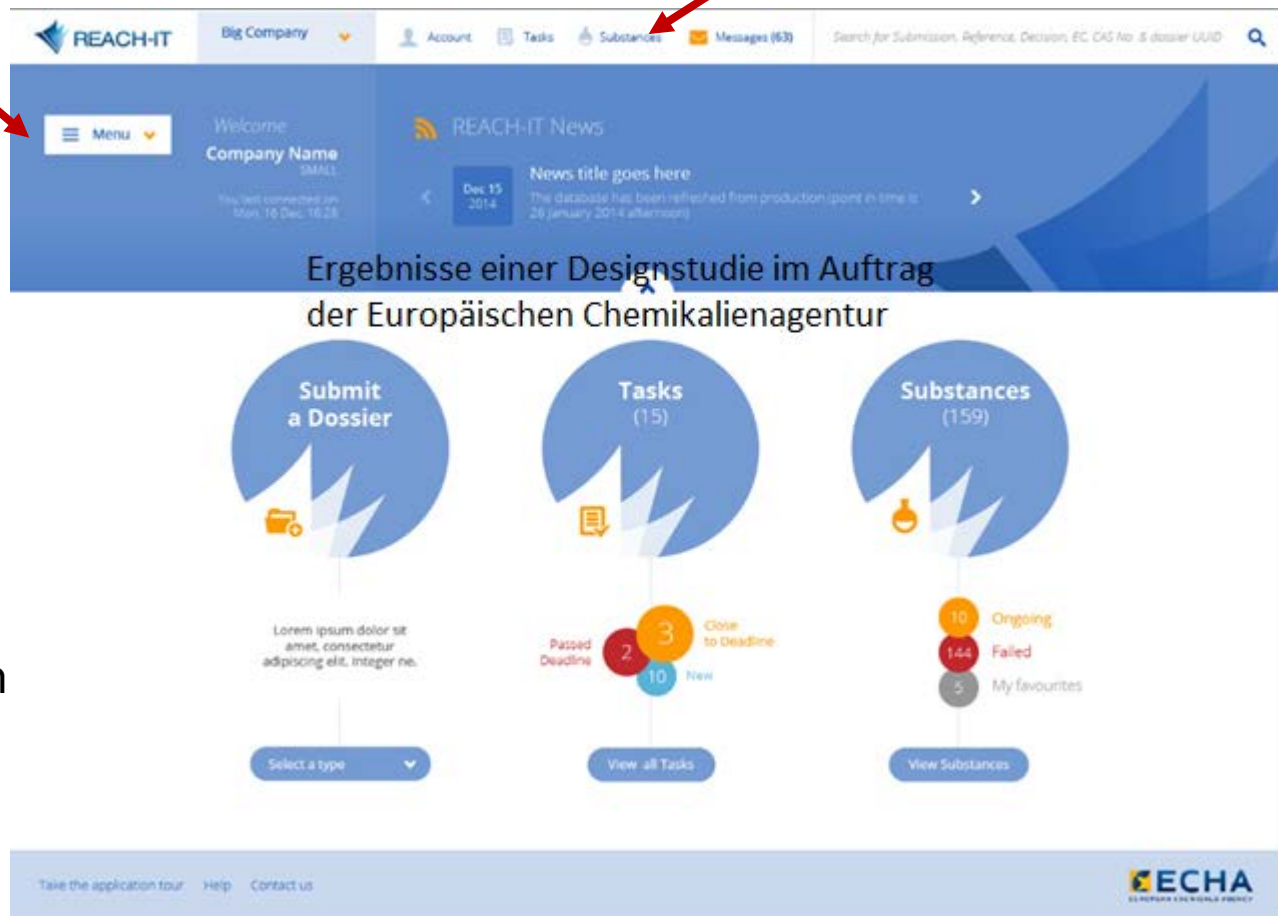 REACH-IT
Big Company
Account
Tasks
Substances
Messages (63)
Search for Submission, Reference, Decision, EC, CAS No. & dossier UUID
Menu
Welcome
Company Name
SMALL
You last connected on
Mon, 16 Dec, 16:28
REACH-IT News
Dec 15
2014
News title goes here
The database has been refreshed from production (point in time is
26 January 2014 afternoon)
Ergebnisse einer Designstudie im Auftrag
der Europäischen Chemikalienagentur
Submit
a Dossier
Lorem ipsum dolor sit
amet, consectetur
adipiscing elit. Integer ne.
Select a type
Tasks
(15)
Passed
Deadline
2
3
Close
to Deadline
10
New
View all Tasks
Substances
(159)
10
Ongoing
144
Failed
5
My favourites
View Substances
n
Take the application tour
Help
Contact us
ECHA
EUROPEAN CHEMICALS AGENCY